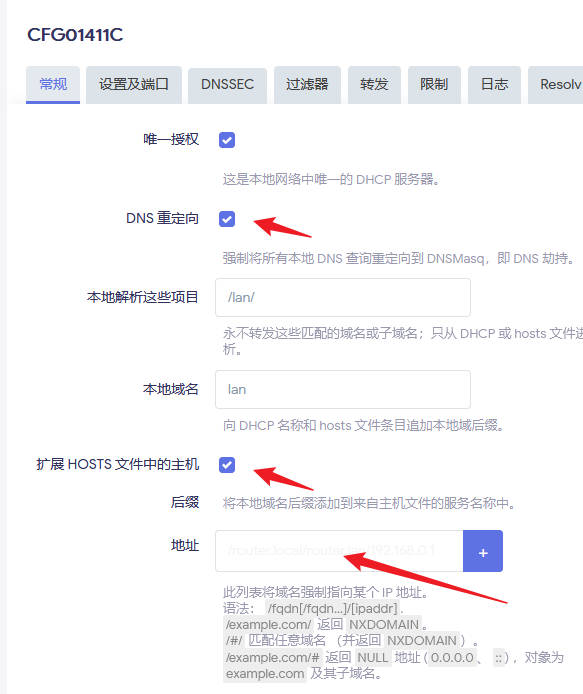 CFG01411C
常规 设置及端口 DNSSEC 过滤器 转发 限制 日志 Resolv
唯一授权
这是本地网络中唯一的 DHCP 服务器。
DNS 重定向
强制将所有本地 DNS 查询重定向到 DNSMasq，即 DNS 劫持。
本地解析这些项目 /lan/
永不转发这些匹配的域名或子域名；只从 DHCP 或 hosts 文件进
析。
本地域名 lan
向 DHCP 名称和 hosts 文件条目追加本地域后缀。
扩展 HOSTS 文件中的主机
后缀 将本地域名后缀添加到来自主机文件的服务名称中。
地址 /router.local/router 192.168.0.1 +
此列表将域名强制指向某个 IP 地址。
语法： /fqdn[/fqdn…]/[ipaddr] .
/example.com/ 返回 NXDOMAIN 。
/#/ 匹配任意域名 （并返回 NXDOMAIN ）。
/example.com/# 返回 NULL 地址 ( 0.0.0.0 、 :: ) ，对象为
example.com 及其子域名。